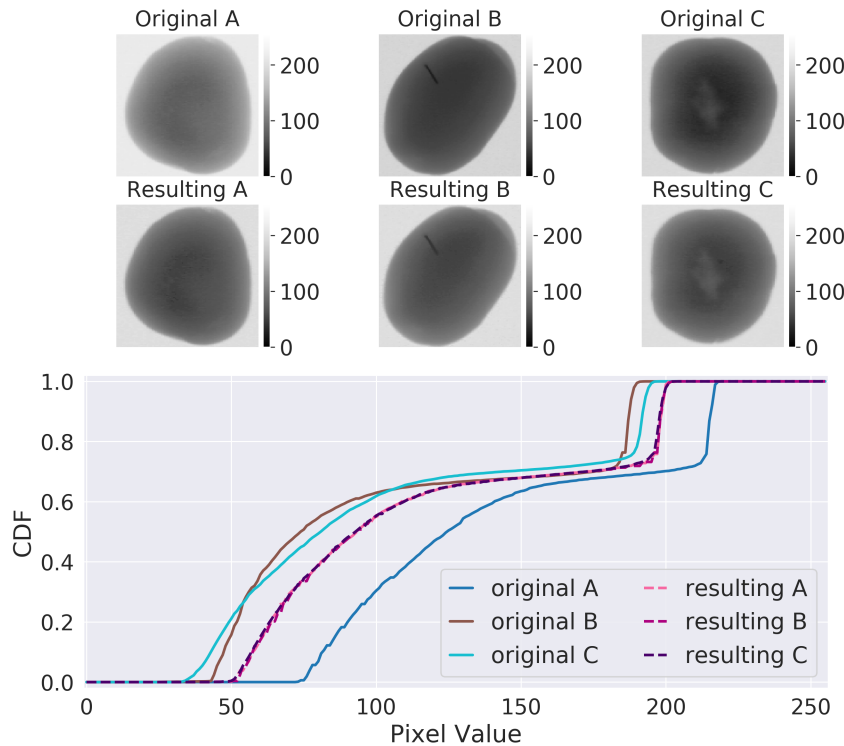 Original A
Original B
Original C
200
100
0
200
100
0
200
100
0
Resulting A
Resulting B
Resulting C
200
100
0
200
100
0
200
100
0
1.0
0.8
0.6
0.4
0.2
0.0
CDF
original A
resulting A
original B
resulting B
original C
resulting C
0
50
100
150
200
250
Pixel Value